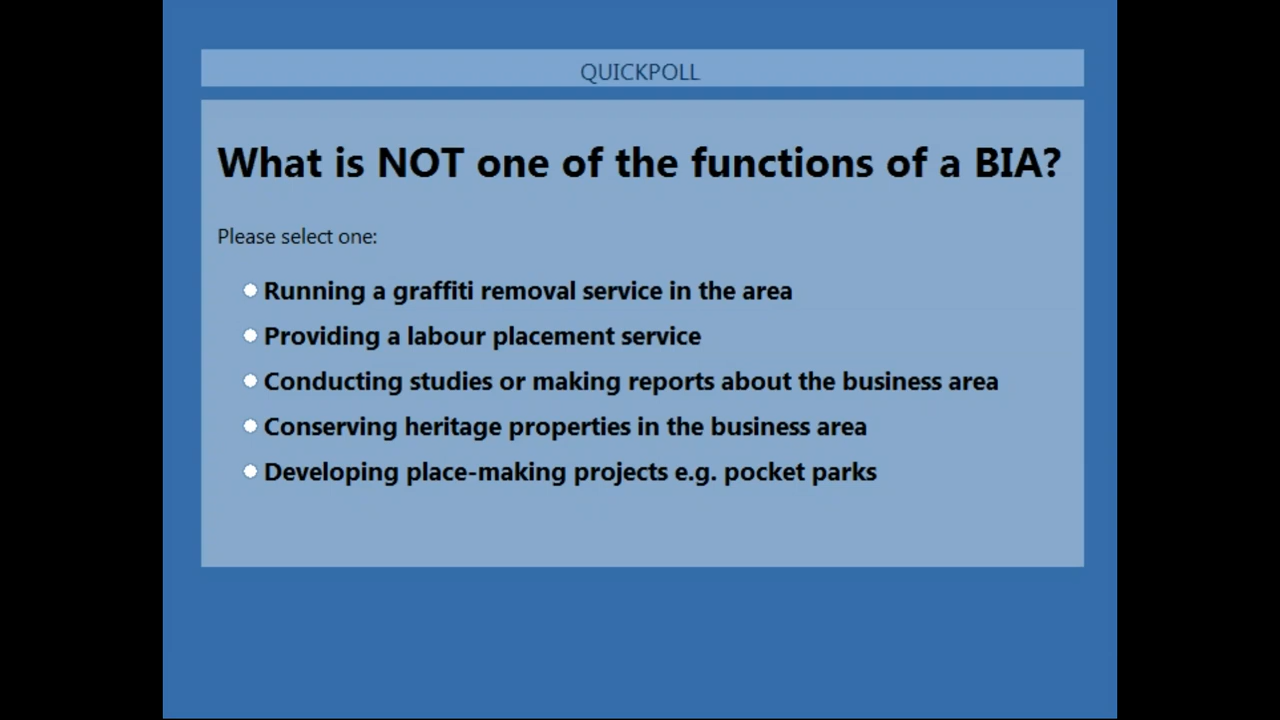 QUICKPOLL
What is NOT one of the functions of a BIA?
Please select one:
Running a graffiti removal service in the area
Providing a labour placement service
Conducting studies or making reports about the business area
Conserving heritage properties in the business area
Developing place-making projects e.g. pocket parks